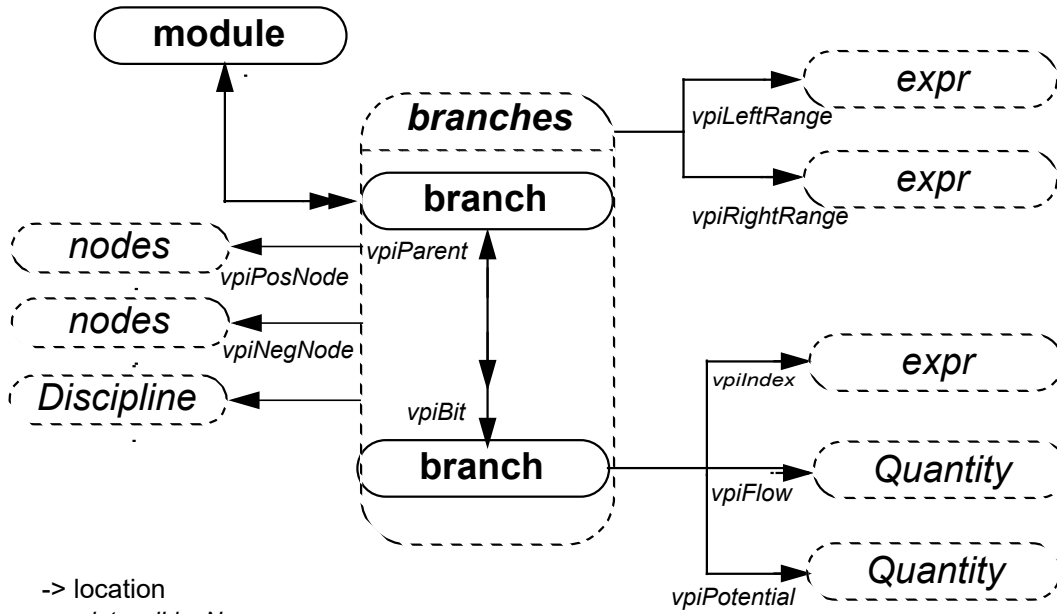 module
expr
vpiLeftRange
branches
expr
vpiRightRange
branch
nodes
vpiParent
vpiPosNode
nodes
vpiNegNode
expr
vpiIndex
Discipline
vpiBit
branch
Quantity
vpiFlow
Quantity
vpiPotential
-> location